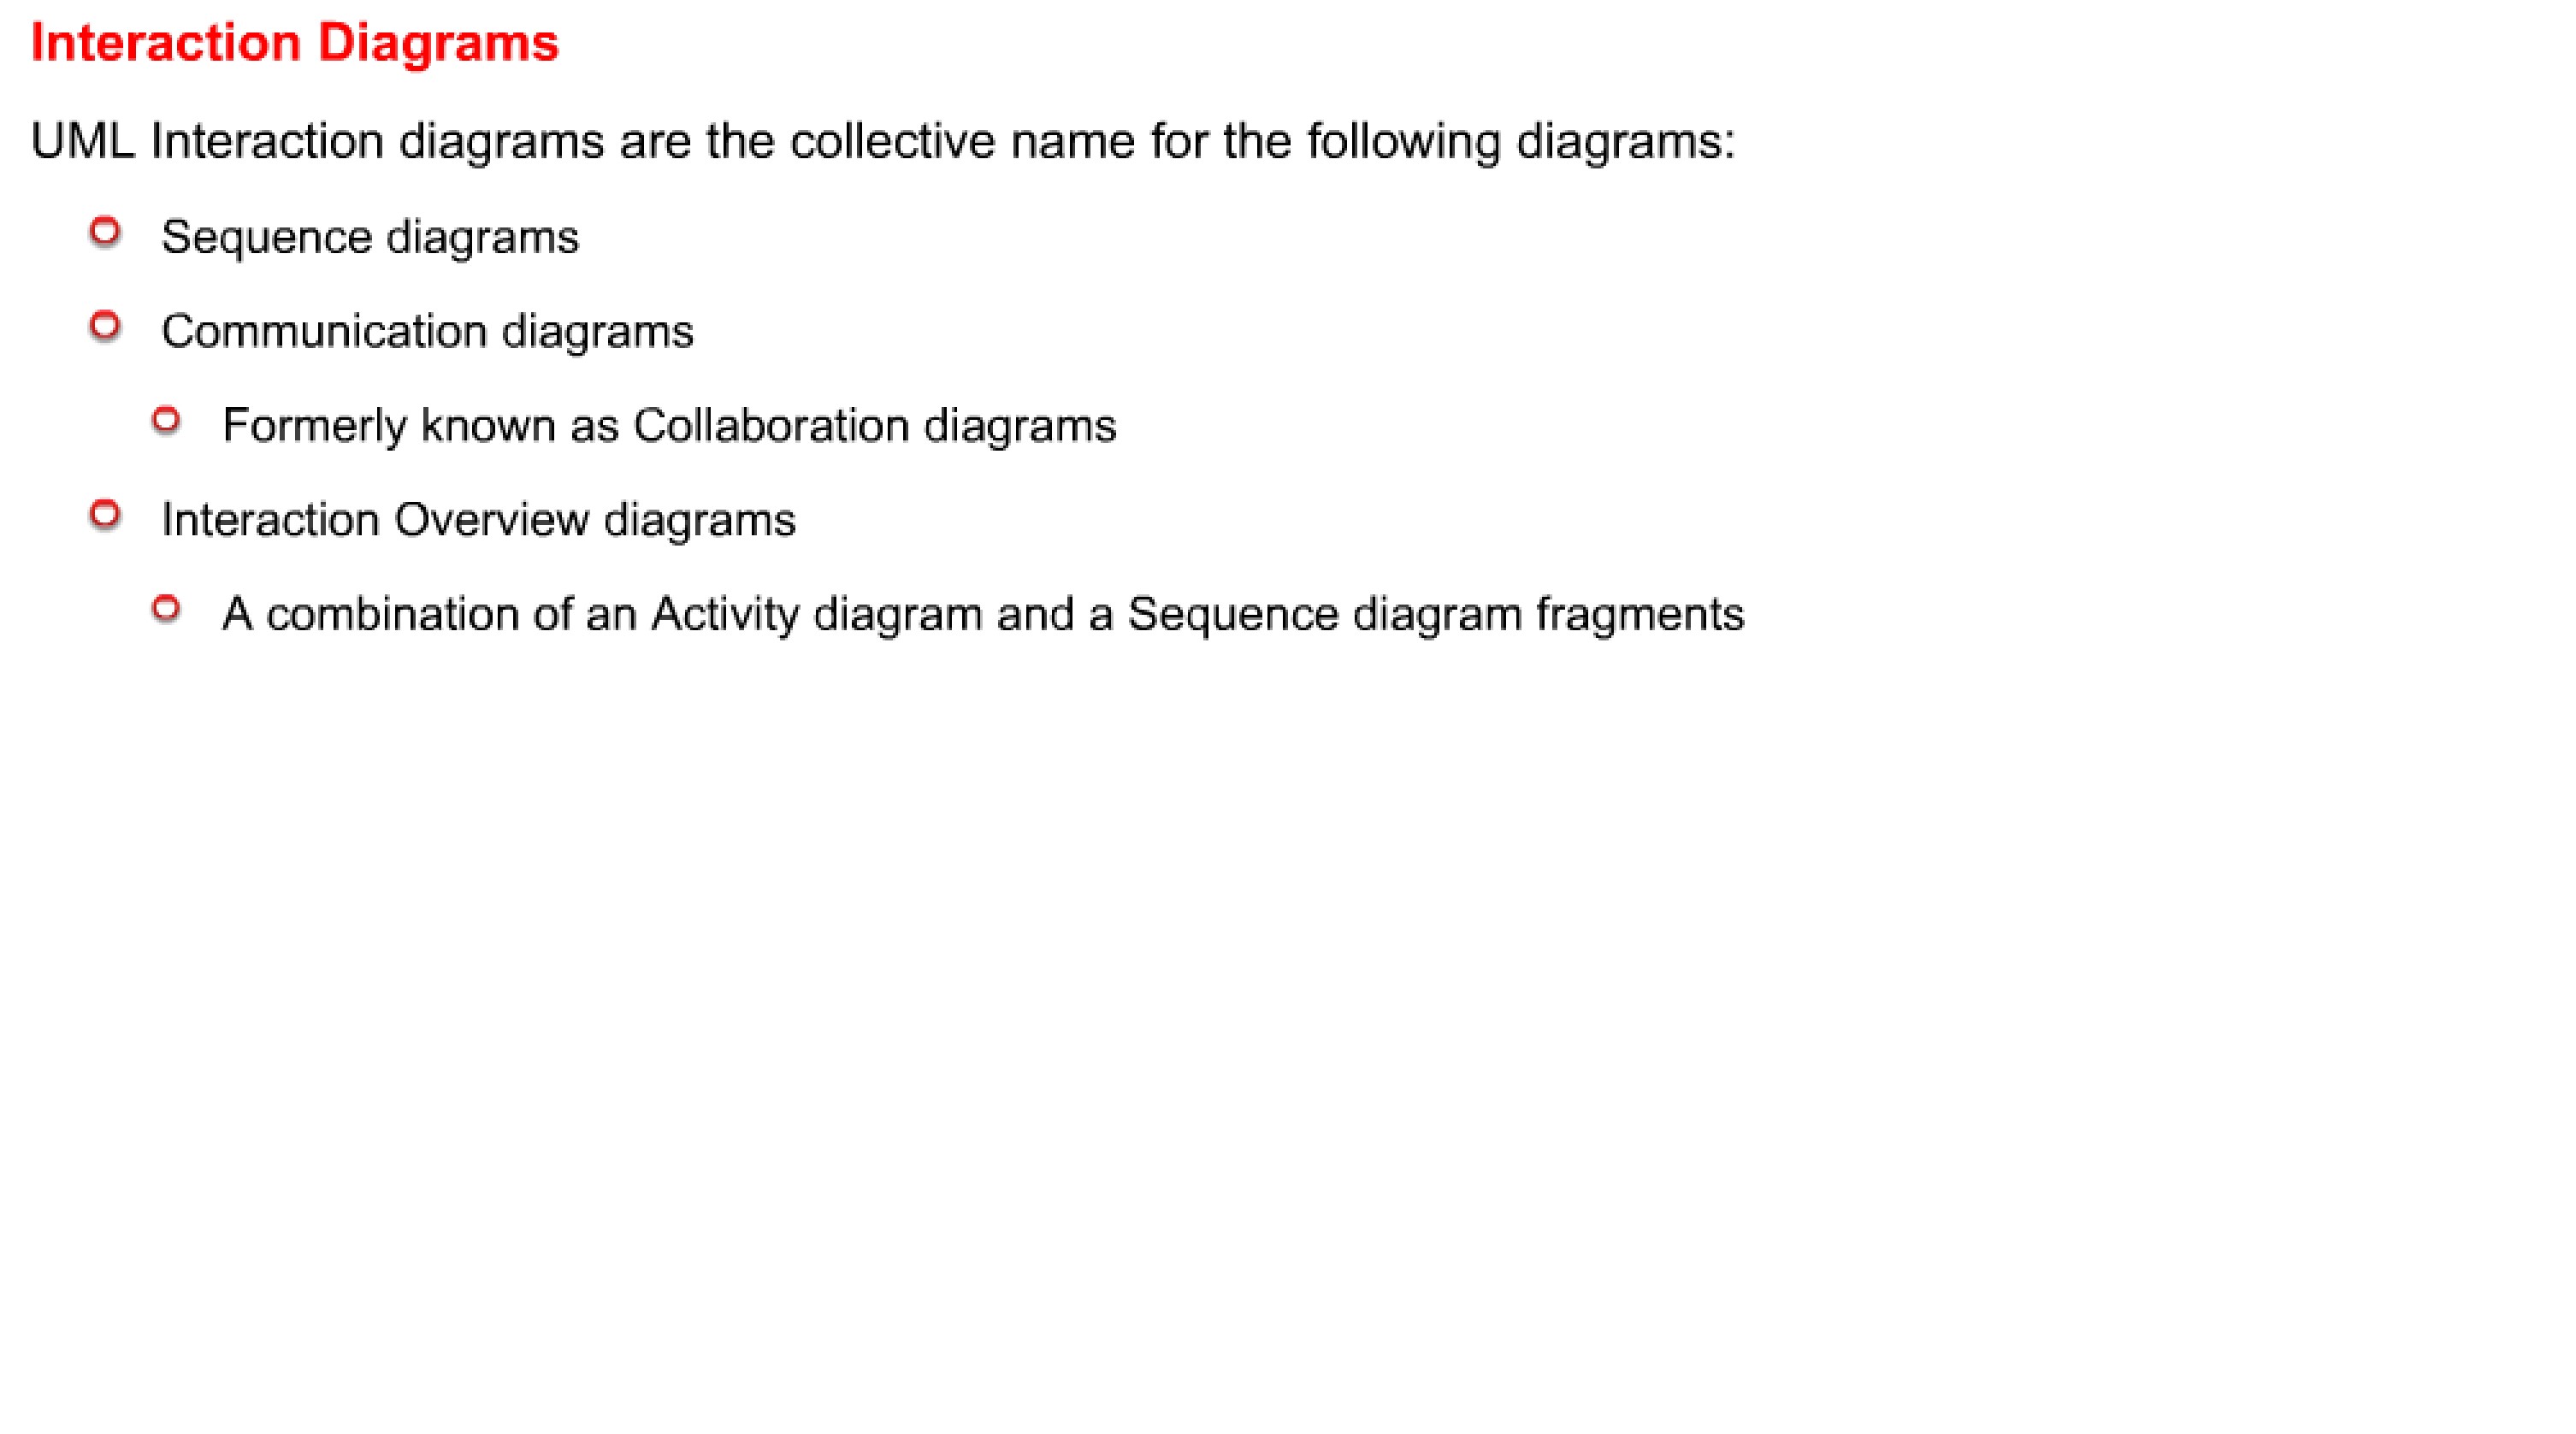 Interaction Diagrams
UML Interaction diagrams are the collective name for the following diagrams:
Sequence diagrams
Communication diagrams
Formerly known as Collaboration diagrams
Interaction Overview diagrams
A combination of an Activity diagram and a Sequence diagram fragments